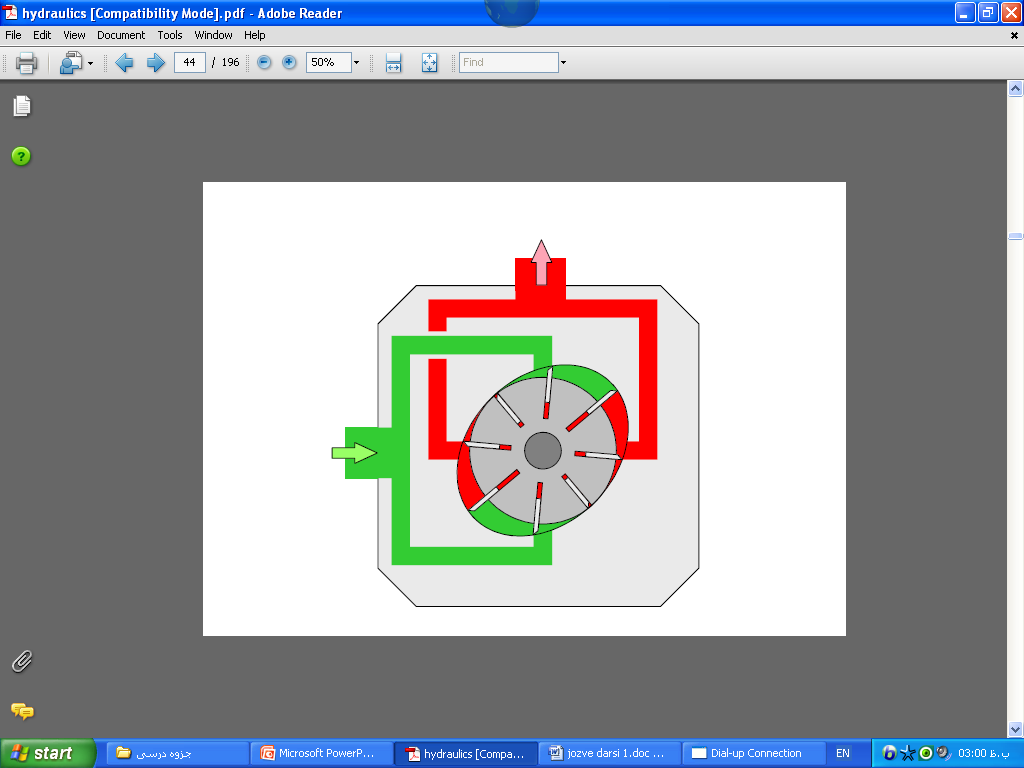 hydraulics [Compatibility Mode].pdf - Adobe Reader
File Edit View Document Tools Window Help
44 / 196 50% Find
start جزوه درسی Microsoft PowerP... hydraulics [Compa... jozve darsi 1.doc ... Dial-up Connection EN 03:00 ب.ظ